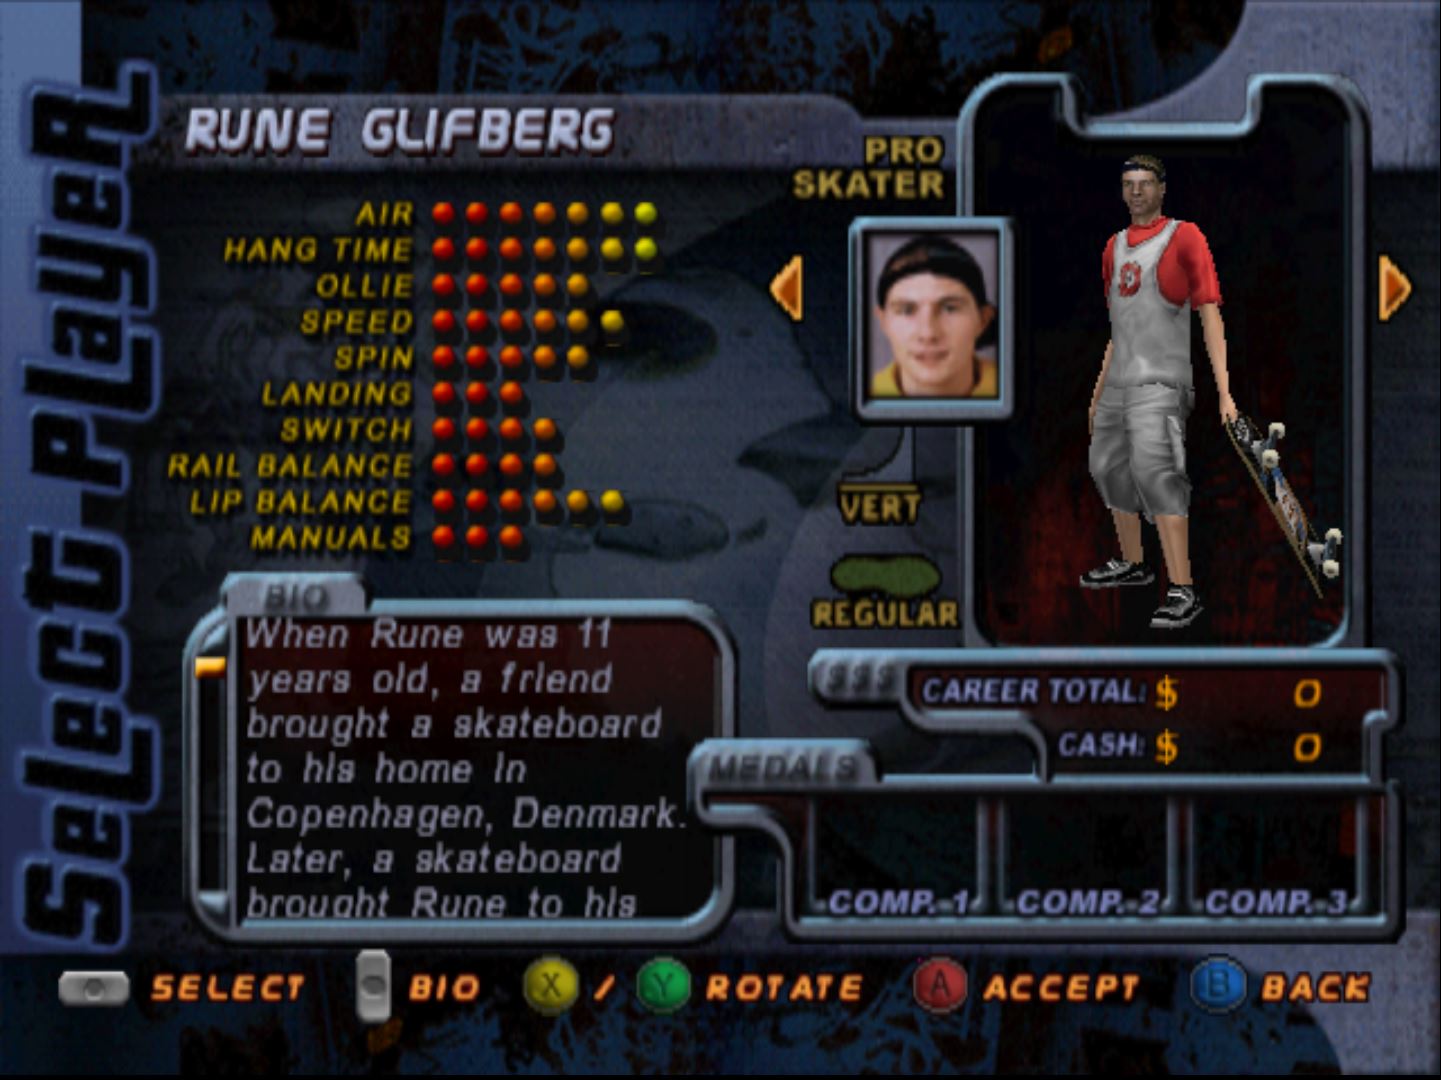 Select Player
RUNE GLIFBERG
PRO
SKATER
AIR
HANG TIME
OLLIE
SPEED
SPIN
LANDING
SWITCH
RAIL BALANCE
LIP BALANCE
MANUALS
VERT
REGULAR
BIO
When Rune was 11
years old, a friend
brought a skateboard
to his home in
Copenhagen, Denmark.
Later, a skateboard
brought Rune to his
$$$
CAREER TOTAL: $ 0
CASH: $ 0
MEDALS
COMP. 1
COMP. 2
COMP. 3
SELECT
BIO
X / Y ROTATE
A ACCEPT
B BACK